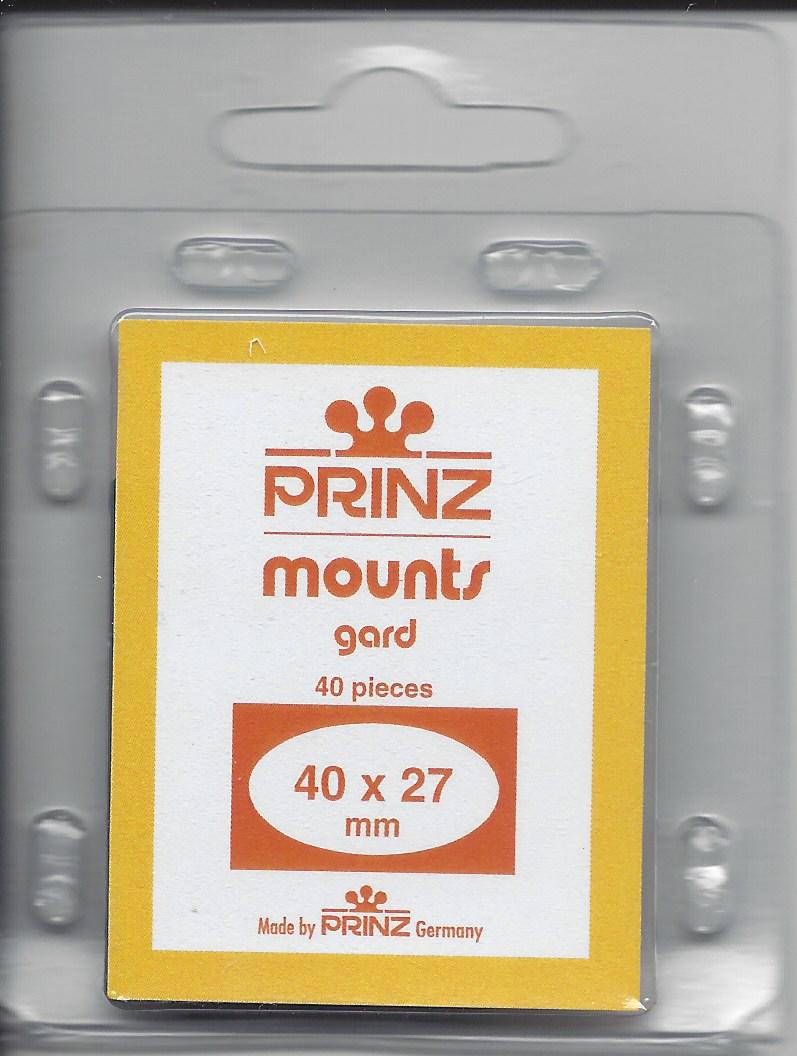 PRINZ
mounts
gard
40 pieces
40 x 27
mm
Made by PRINZ Germany